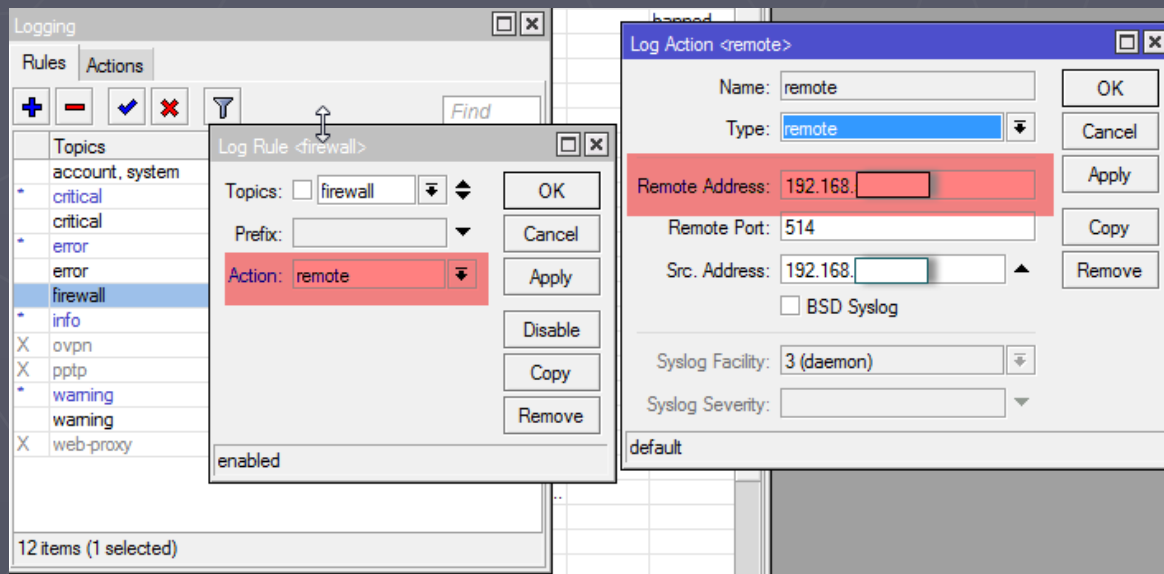 Logging
Rules Actions
Find
Topics
account, system
* critical
critical
* error
error
firewall
* info
X ovpn
X pptp
* warning
warning
X web-proxy
12 items (1 selected)
Log Rule <firewall>
Topics: firewall
Prefix:
Action: remote
OK
Cancel
Apply
Disable
Copy
Remove
enabled
banned
..
Log Action <remote>
Name: remote
Type: remote
Remote Address: 192.168.
Remote Port: 514
Src. Address: 192.168.
BSD Syslog
Syslog Facility: 3 (daemon)
Syslog Severity:
OK
Cancel
Apply
Copy
Remove
default